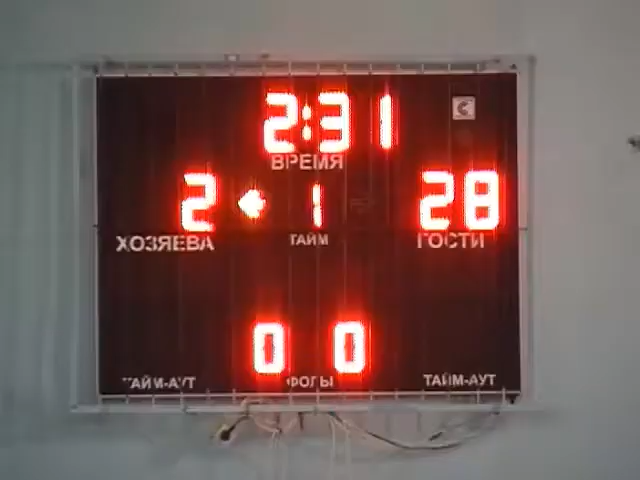 2:31
ВРЕМЯ
2 1 28
ХОЗЯЕВА ТАЙМ ГОСТИ
0 0
ТАЙМ-АУТ ФОЛЫ ТАЙМ-АУТ